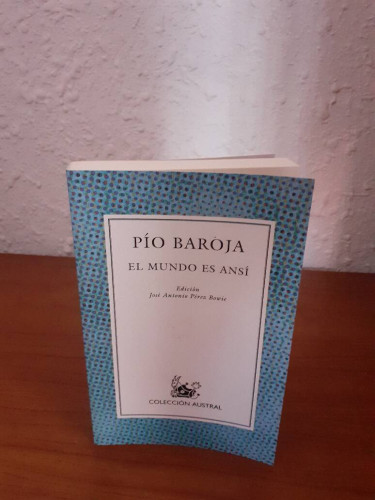 PÍO BAROJA
EL MUNDO ES ANSÍ
Edición
José Antonio Pérez Bowie
COLECCIÓN AUSTRAL